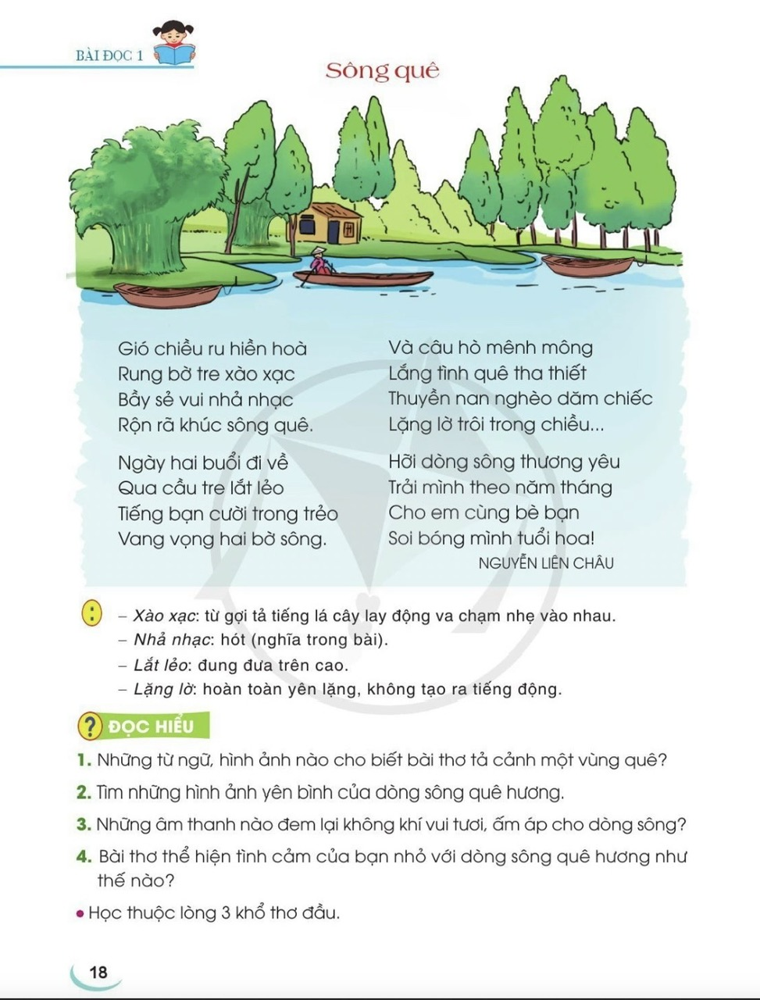 BÀI ĐỌC 1
Sông quê
Gió chiều ru hiền hoà
Rung bờ tre xào xạc
Bầy sẻ vui nhả nhạc
Rộn rã khúc sông quê.
Ngày hai buổi đi về
Qua cầu tre lắt lẻo
Tiếng bạn cười trong trẻo
Vang vọng hai bờ sông.
Và câu hò mênh mông
Lắng tình quê tha thiết
Thuyền nan nghèo dăm chiếc
Lặng lờ trôi trong chiều...
Hỡi dòng sông thương yêu
Trải mình theo năm tháng
Cho em cùng bè bạn
Soi bóng mình tuổi hoa!
NGUYỄN LIÊN CHÂU
– Xào xạc: từ gợi tả tiếng lá cây lay động va chạm nhẹ vào nhau.
– Nhả nhạc: hót (nghĩa trong bài).
– Lắt lẻo: đung đưa trên cao.
– Lặng lờ: hoàn toàn yên lặng, không tạo ra tiếng động.
? ĐỌC HIỂU
1. Những từ ngữ, hình ảnh nào cho biết bài thơ tả cảnh một vùng quê?
2. Tìm những hình ảnh yên bình của dòng sông quê hương.
3. Những âm thanh nào đem lại không khí vui tươi, ấm áp cho dòng sông?
4. Bài thơ thể hiện tình cảm của bạn nhỏ với dòng sông quê hương như
thế nào?
• Học thuộc lòng 3 khổ thơ đầu.
18